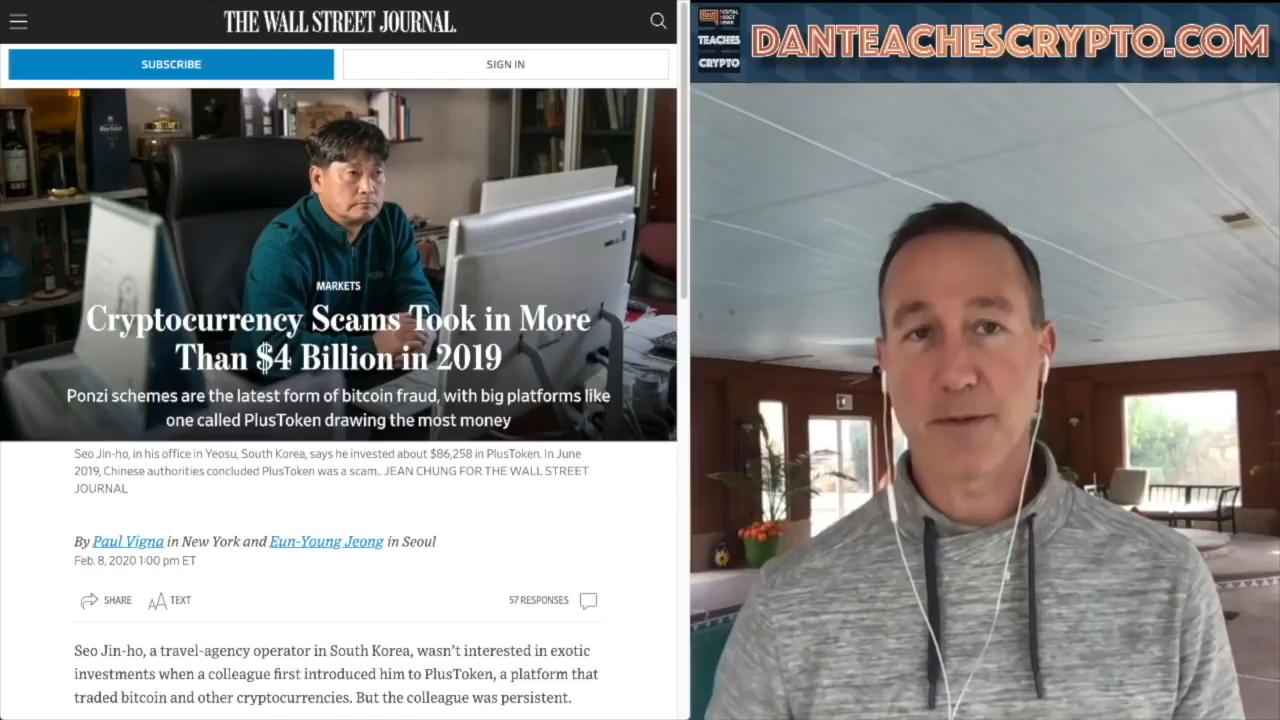 THE WALL STREET JOURNAL.
SUBSCRIBE
SIGN IN
MARKETS
Cryptocurrency Scams Took in More
Than $4 Billion in 2019
Ponzi schemes are the latest form of bitcoin fraud, with big platforms like
one called PlusToken drawing the most money
Seo Jin-ho, in his office in Yeosu, South Korea, says he invested about $86,258 in PlusToken. In June
2019, Chinese authorities concluded PlusToken was a scam.. JEAN CHUNG FOR THE WALL STREET
JOURNAL
By Paul Vigna in New York and Eun-Young Jeong in Seoul
Feb. 8, 2020 1:00 pm ET
SHARE
TEXT
57 RESPONSES
Seo Jin-ho, a travel-agency operator in South Korea, wasn't interested in exotic
investments when a colleague first introduced him to PlusToken, a platform that
traded bitcoin and other cryptocurrencies. But the colleague was persistent.
DIGITAL
ASSET
NEWS
TEACHES
CRYPTO
DANTEACHESCRYPTO.COM